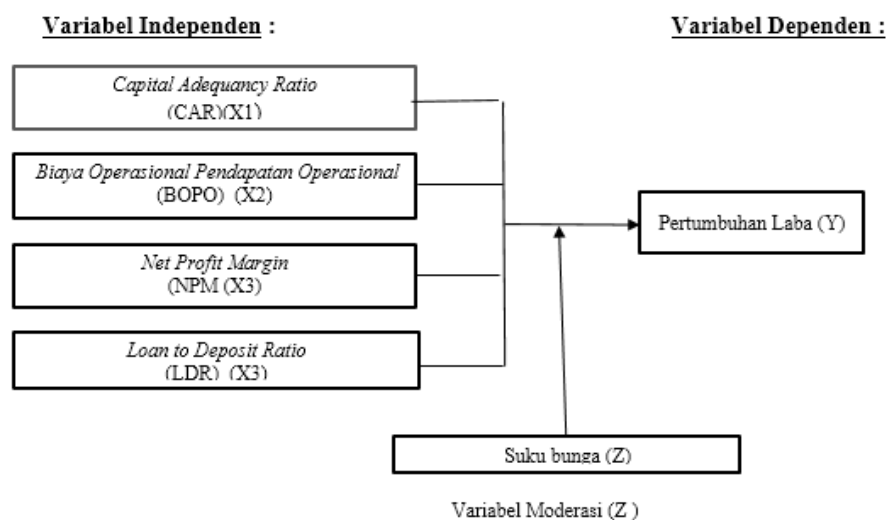 Variabel Independen :
Variabel Dependen :
Capital Adequancy Ratio
(CAR)(X1)
Biaya Operasional Pendapatan Operasional
(BOPO) (X2)
Net Profit Margin
(NPM (X3)
Loan to Deposit Ratio
(LDR) (X3)
Pertumbuhan Laba (Y)
Suku bunga (Z)
Variabel Moderasi (Z )